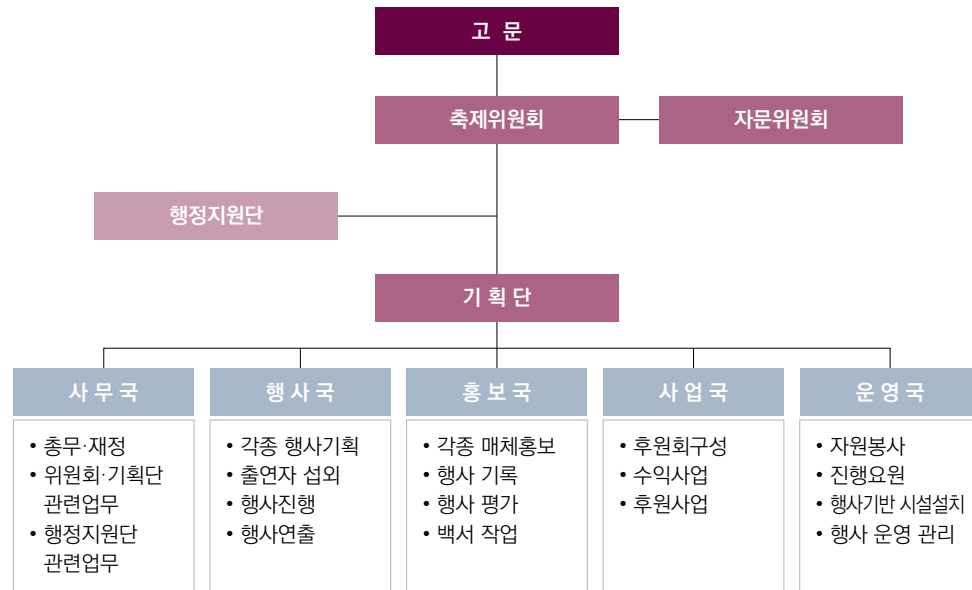 고 문
축제위원회
자문위원회
행정지원단
기 획 단
사 무 국
• 총무·재정
• 위원회·기획단
관련업무
• 행정지원단
관련업무
행 사 국
• 각종 행사기획
• 출연자 섭외
• 행사진행
• 행사연출
홍 보 국
• 각종 매체홍보
• 행사 기록
• 행사 평가
• 백서 작업
사 업 국
• 후원회구성
• 수익사업
• 후원사업
운 영 국
• 자원봉사
• 진행요원
• 행사기반 시설설치
• 행사 운영 관리